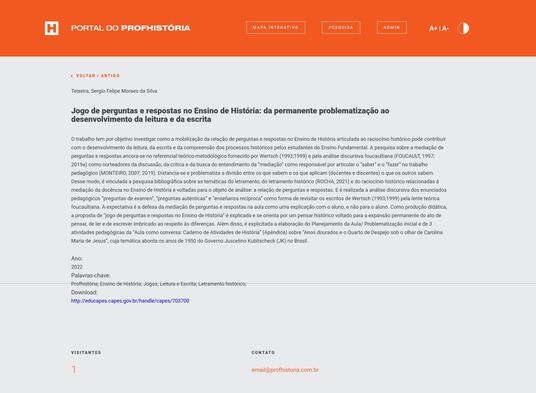 H PORTAL DO PROFHISTÓRIA
MAPA INTERATIVO
PESQUISA
ADMIN
A+ | A-
‹ VOLTAR / ARTIGO
Teixeira, Sergio Felipe Moraes da Silva
Jogo de perguntas e respostas no Ensino de História: da permanente problematização ao
desenvolvimento da leitura e da escrita
O trabalho tem por objetivo investigar como a mobilização da relação de perguntas e respostas no Ensino de História articulada ao raciocínio histórico pode contribuir
com o desenvolvimento da leitura, da escrita e da compreensão dos processos históricos pelos estudantes do Ensino Fundamental. A pesquisa sobre a mediação de
perguntas e respostas ancora-se no referencial teórico-metodológico fornecido por Wertsch (1993;1999) e pela análise discursiva foucaultiana (FOUCAULT, 1997;
2019a) como norteadores da discussão, da crítica e da busca do entendimento da "mediação" como responsável por articular o "saber" e o "fazer" no trabalho
pedagógico (MONTEIRO, 2007; 2019). Distancia-se e problematiza a divisão entre os que sabem e os que aplicam (docentes e discentes) o que os outros sabem.
Desse modo, é vinculada a pesquisa bibliográfica sobre as temáticas do letramento, do letramento histórico (ROCHA, 2021) e do raciocínio histórico relacionadas à
mediação da docência no Ensino de História e voltadas para o objeto de análise: a relação de perguntas e respostas. E é realizada a análise discursiva dos enunciados
pedagógicos "perguntas de exame", "perguntas autênticas" e "enseñanza recíproca" como forma de revisitar os escritos de Wertsch (1993;1999) pela lente teórica
foucaultiana. A expectativa é a defesa da mediação de perguntas e respostas na aula como uma explicação com o aluno, e não para o aluno. Como produção didática,
a proposta de "jogo de perguntas e respostas no Ensino de História" é explicada e se orienta por um pensar histórico voltado para a expansão permanente do ato de
pensar, de ler e de escrever imbricado ao respeito às diferenças. Além disso, é explicitada a elaboração do Planejamento da Aula/ Problematização inicial e de 3
atividades pedagógicas da "Aula como conversa: Caderno de Atividades de História" (Apêndice) sobre "Anos dourados e o Quarto de Despejo sob o olhar de Carolina
Maria de Jesus", cuja temática aborda os anos de 1950 do Governo Juscelino Kubitscheck (JK) no Brasil.
Ano:
2022
Palavras-chave:
Profhistória; Ensino de História; Jogos; Leitura e Escrita; Letramento histórico;
Download:
http://educapes.capes.gov.br/handle/capes/703700
VISITANTES
CONTATO
1
email@profhistoria.com.br